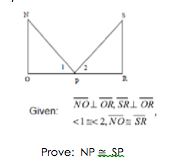 N S
1 2
O P R
Given: NO ⊥ OR, SR ⊥ OR
<1 ≅ < 2, NO ≅ SR ,
Prove: NP ≅ SP